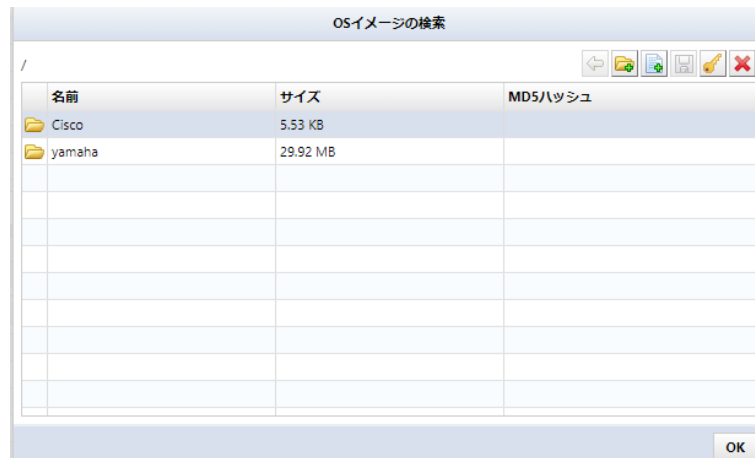 OSイメージの検索
/
名前 サイズ MD5ハッシュ
Cisco 5.53 KB
yamaha 29.92 MB
OK